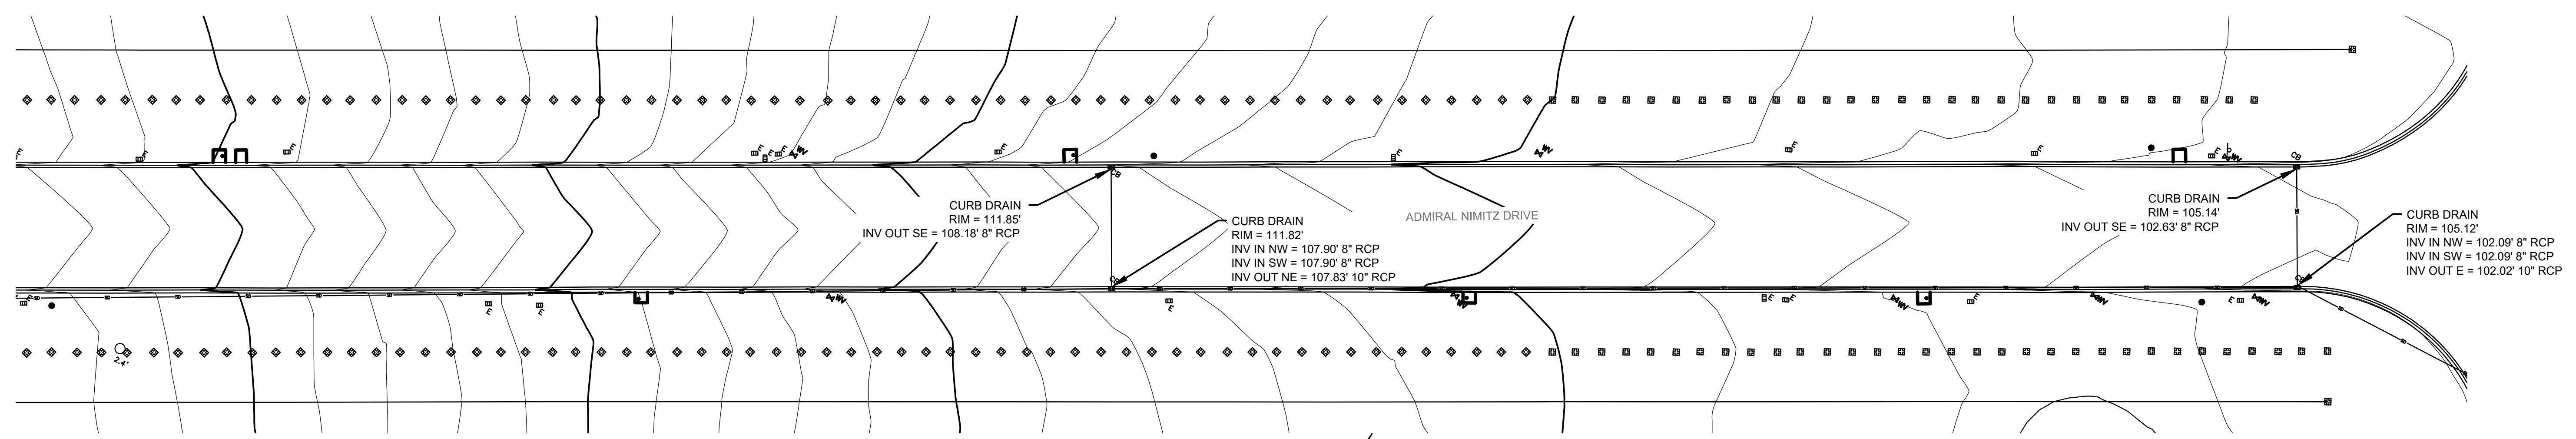 CURB DRAIN
RIM = 111.85'
INV OUT SE = 108.18' 8" RCP
CURB DRAIN
RIM = 111.82'
INV IN NW = 107.90' 8" RCP
INV IN SW = 107.90' 8" RCP
INV OUT NE = 107.83' 10" RCP
ADMIRAL NIMITZ DRIVE
CURB DRAIN
RIM = 105.14'
INV OUT SE = 102.63' 8" RCP
CURB DRAIN
RIM = 105.12'
INV IN NW = 102.09' 8" RCP
INV IN SW = 102.09' 8" RCP
INV OUT E = 102.02' 10" RCP
CB
CB
2.4'